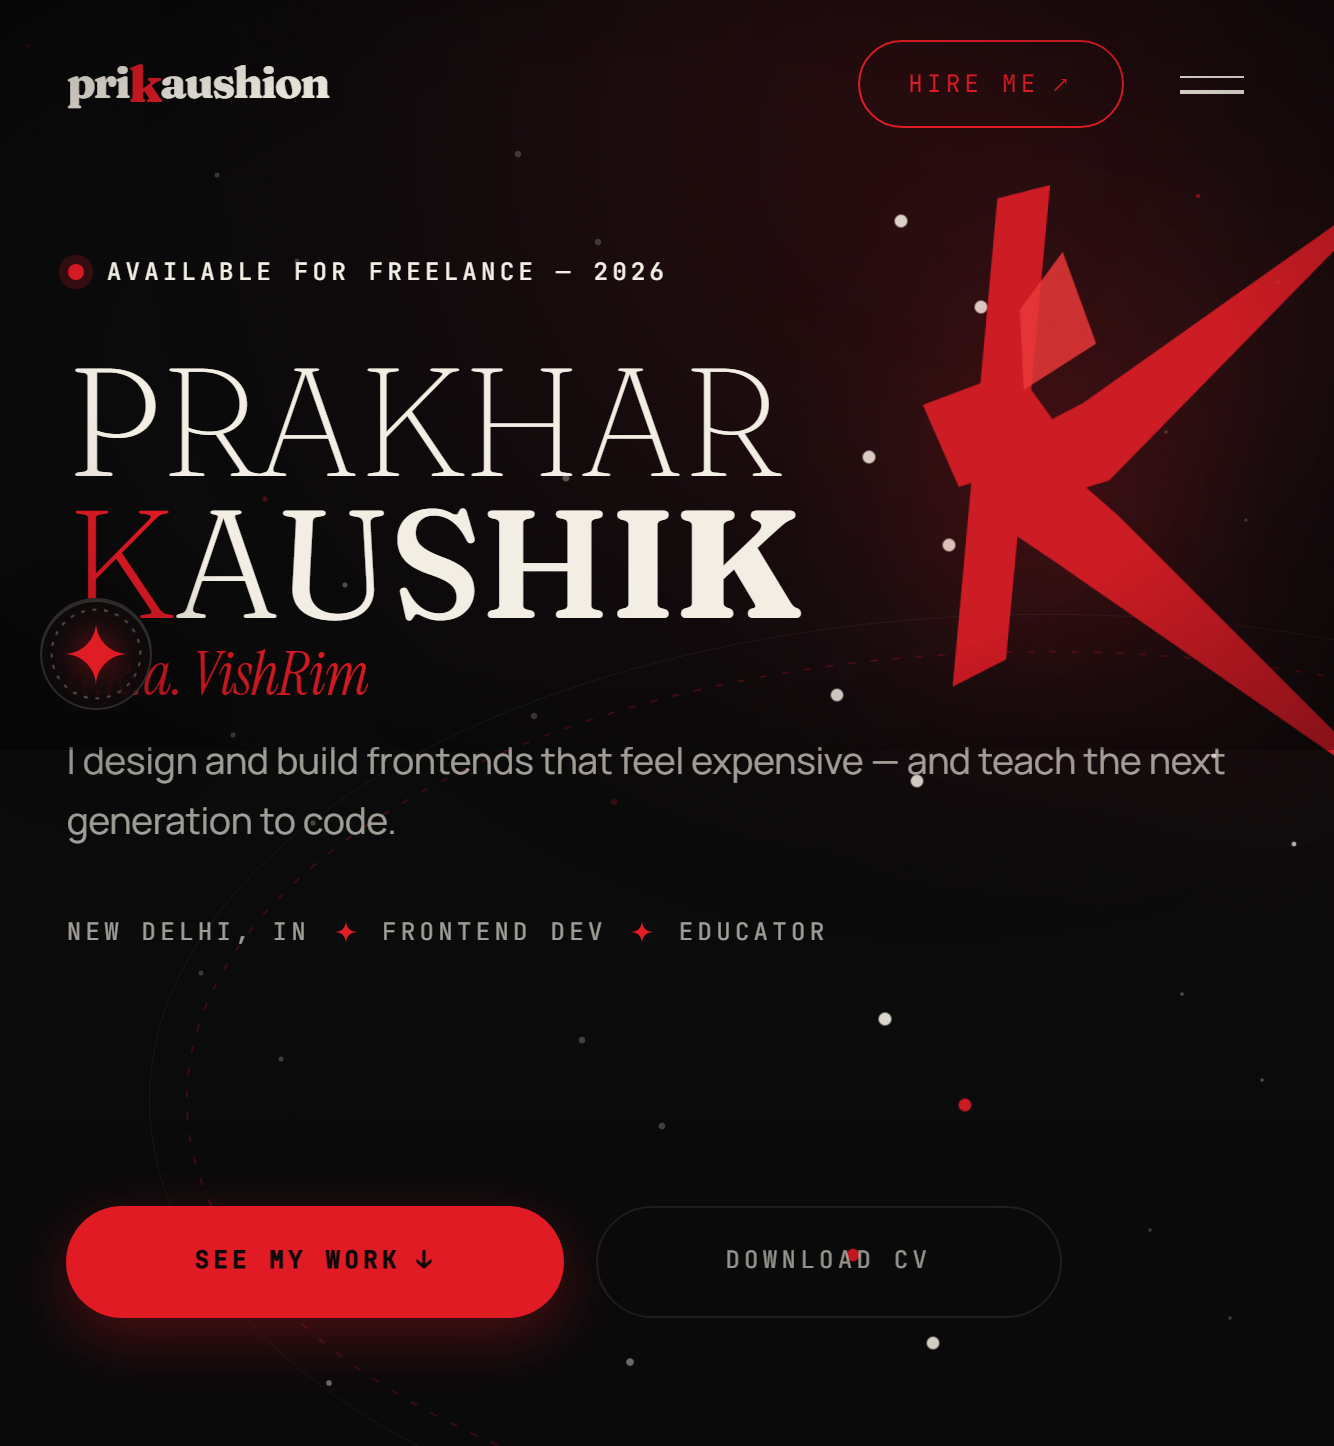 prikaushion
HIRE ME ↗
AVAILABLE FOR FREELANCE — 2026
PRAKHAR
KAUSHIK
a. VishRim
I design and build frontends that feel expensive — and teach the next
generation to code.
NEW DELHI, IN ✦ FRONTEND DEV ✦ EDUCATOR
SEE MY WORK ↓
DOWNLOAD CV